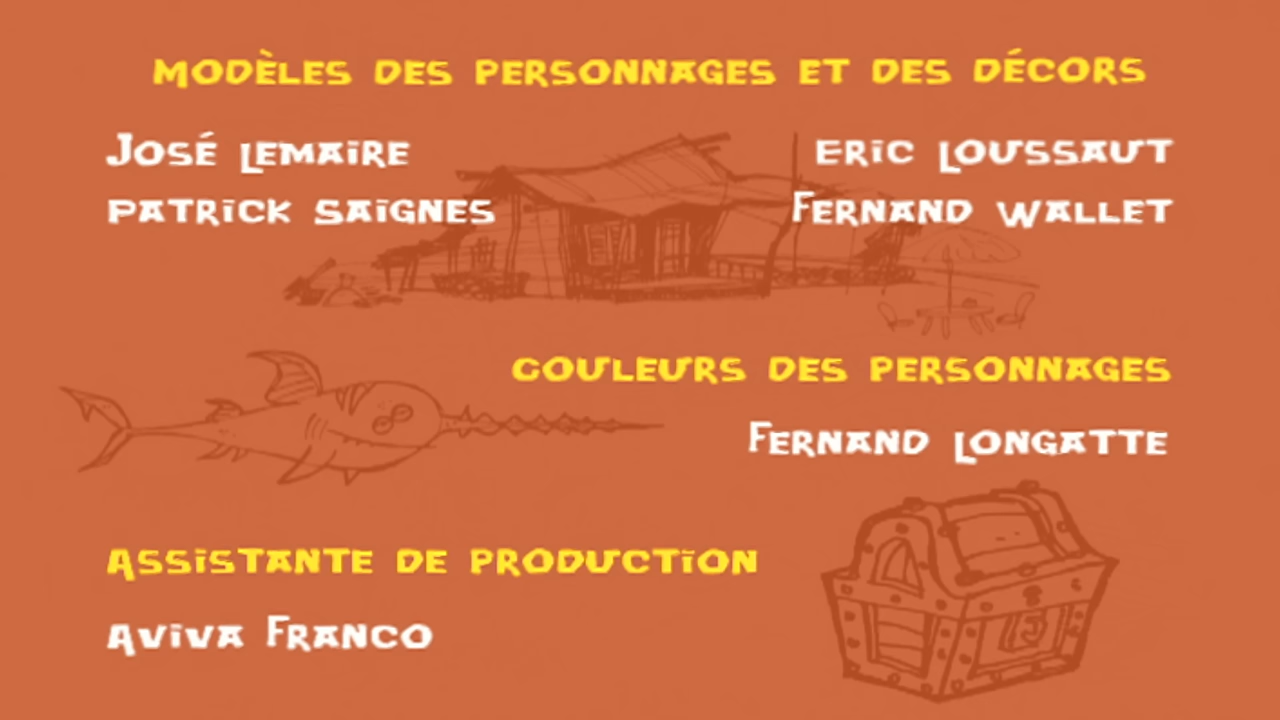 MODÈLES DES PERSONNAGES ET DES DÉCORS
JOSÉ LEMAIRE
ERIC LOUSSAUT
PATRICK SAIGNES
FERNAND WALLET
COULEURS DES PERSONNAGES
FERNAND LONGATTE
ASSISTANTE DE PRODUCTION
AVIVA FRANCO